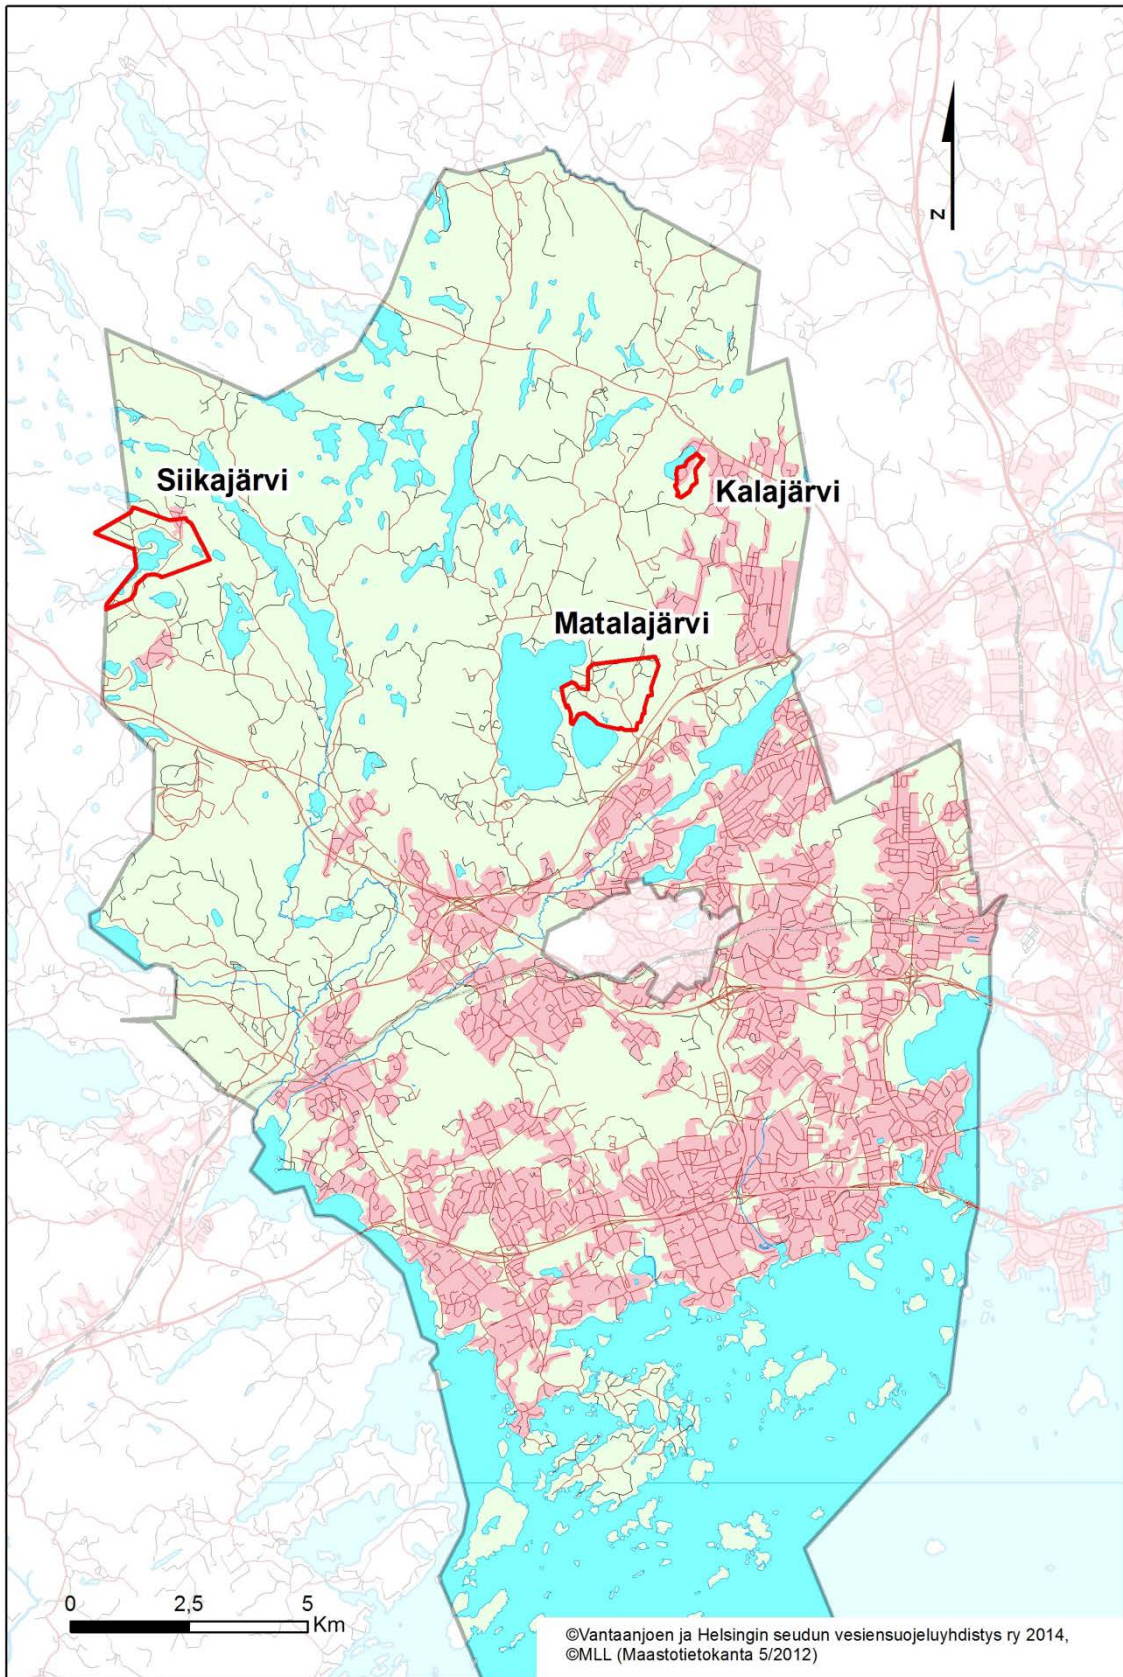 N
Siikajärvi
Kalajärvi
Matalajärvi
0 2,5 5
Km
©Vantaanjoen ja Helsingin seudun vesiensuojeluyhdistys ry 2014,
©MLL (Maastotietokanta 5/2012)